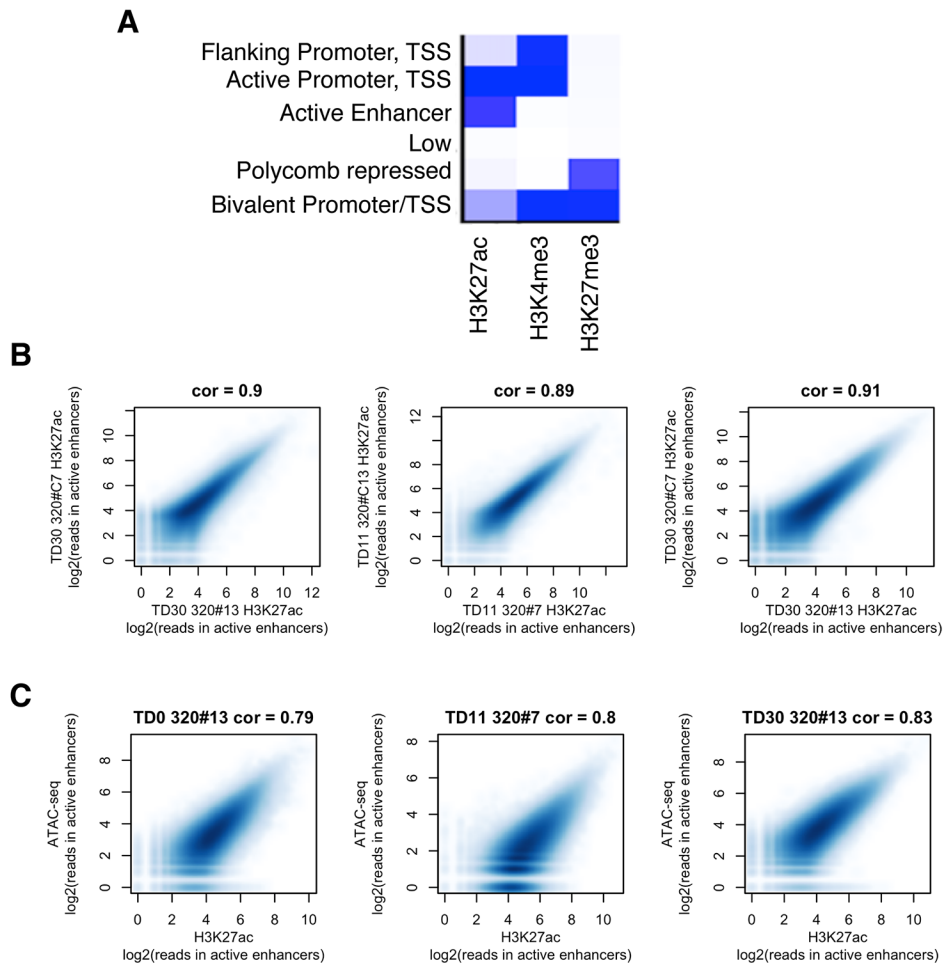 A
Flanking Promoter, TSS
Active Promoter, TSS
Active Enhancer
Low
Polycomb repressed
Bivalent Promoter/TSS
H3K27ac
H3K4me3
H3K27me3
B
cor = 0.9
TD30 320#C7 H3K27ac
log2(reads in active enhancers)
0 2 4 6 8 10
0 2 4 6 8 10 12
TD30 320#13 H3K27ac
log2(reads in active enhancers)
cor = 0.89
TD11 320#C13 H3K27ac
log2(reads in active enhancers)
0 2 4 6 8 12
0 2 4 6 8 10
TD11 320#7 H3K27ac
log2(reads in active enhancers)
cor = 0.91
TD30 320#C7 H3K27ac
log2(reads in active enhancers)
0 2 4 6 8 10
0 2 4 6 8 10
TD30 320#13 H3K27ac
log2(reads in active enhancers)
C
TD0 320#13 cor = 0.79
ATAC-seq
log2(reads in active enhancers)
0 2 4 6 8
0 2 4 6 8 10
H3K27ac
log2(reads in active enhancers)
TD11 320#7 cor = 0.8
ATAC-seq
log2(reads in active enhancers)
0 2 4 6 8
0 2 4 6 8 10
H3K27ac
log2(reads in active enhancers)
TD30 320#13 cor = 0.83
ATAC-seq
log2(reads in active enhancers)
0 2 4 6 8
0 2 4 6 8 10
H3K27ac
log2(reads in active enhancers)